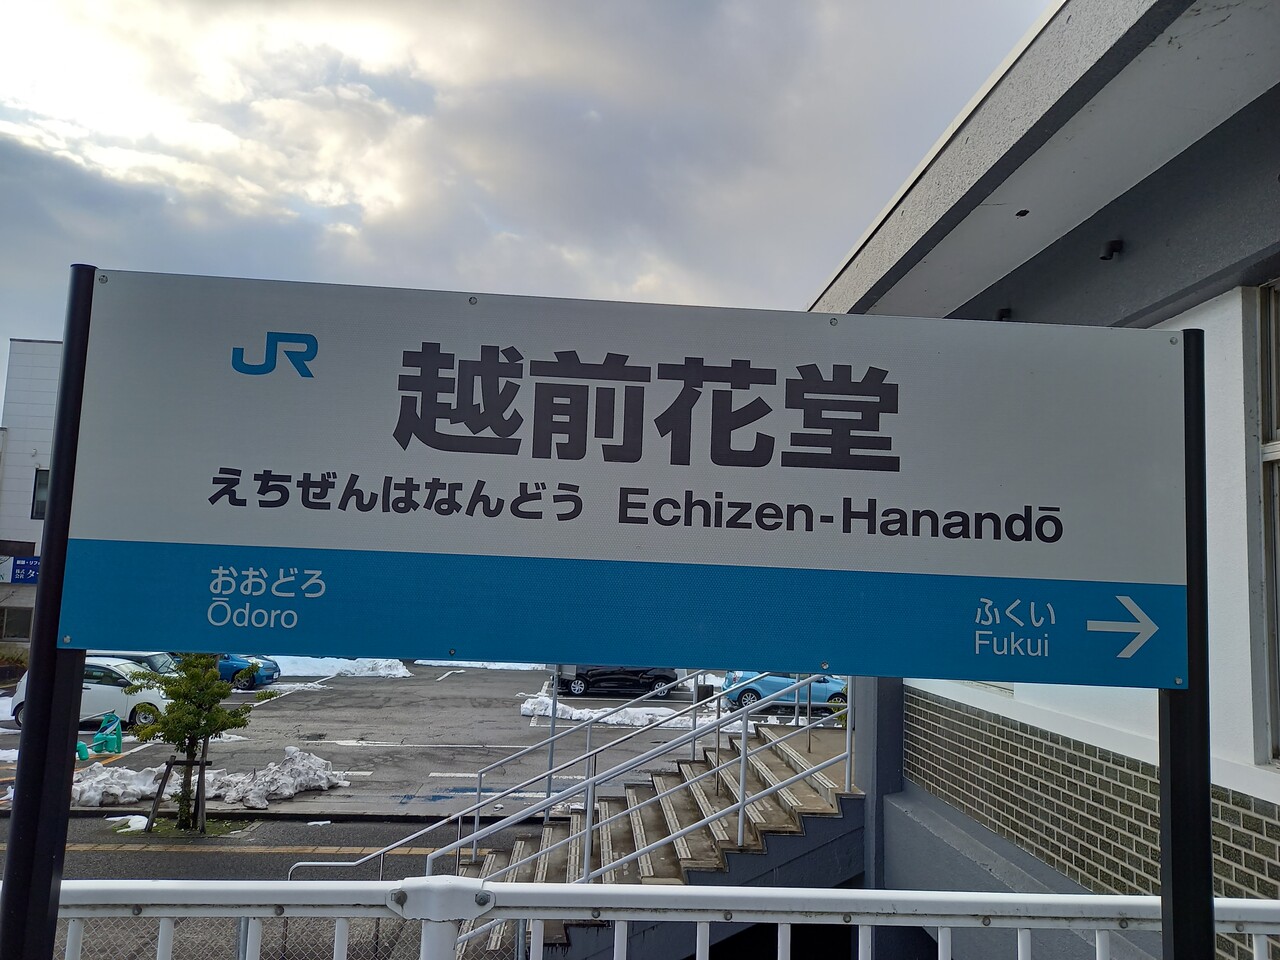 JR 越前花堂
えちぜんはなんどう Echizen-Hanandō
おおどろ
Ōdoro
ふくい
Fukui